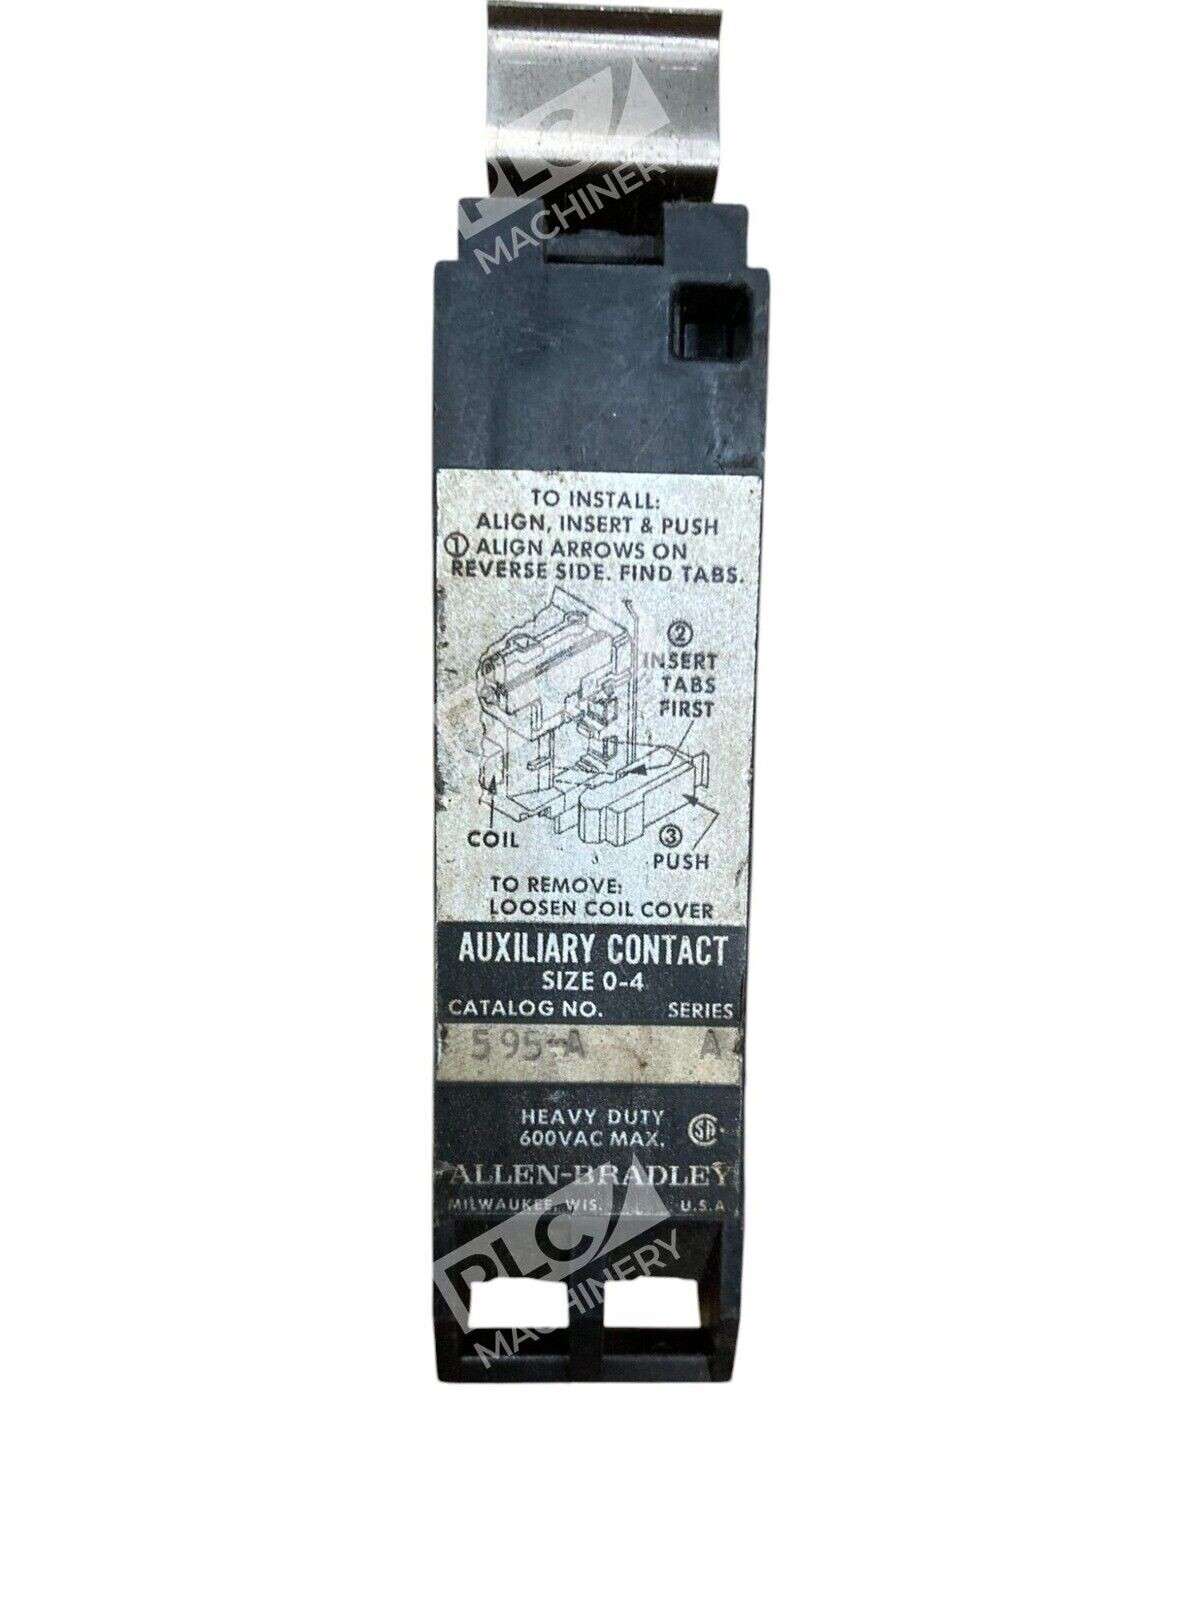 PLC
MACHINERY
TO INSTALL:
ALIGN, INSERT & PUSH
① ALIGN ARROWS ON
REVERSE SIDE. FIND TABS.
②
INSERT
TABS
FIRST
COIL
③
PUSH
TO REMOVE:
LOOSEN COIL COVER
AUXILIARY CONTACT
SIZE 0-4
CATALOG NO. SERIES
595-A A
HEAVY DUTY
600VAC MAX.
ALLEN-BRADLEY
MILWAUKEE, WIS. U.S.A
PLC
MACHINERY